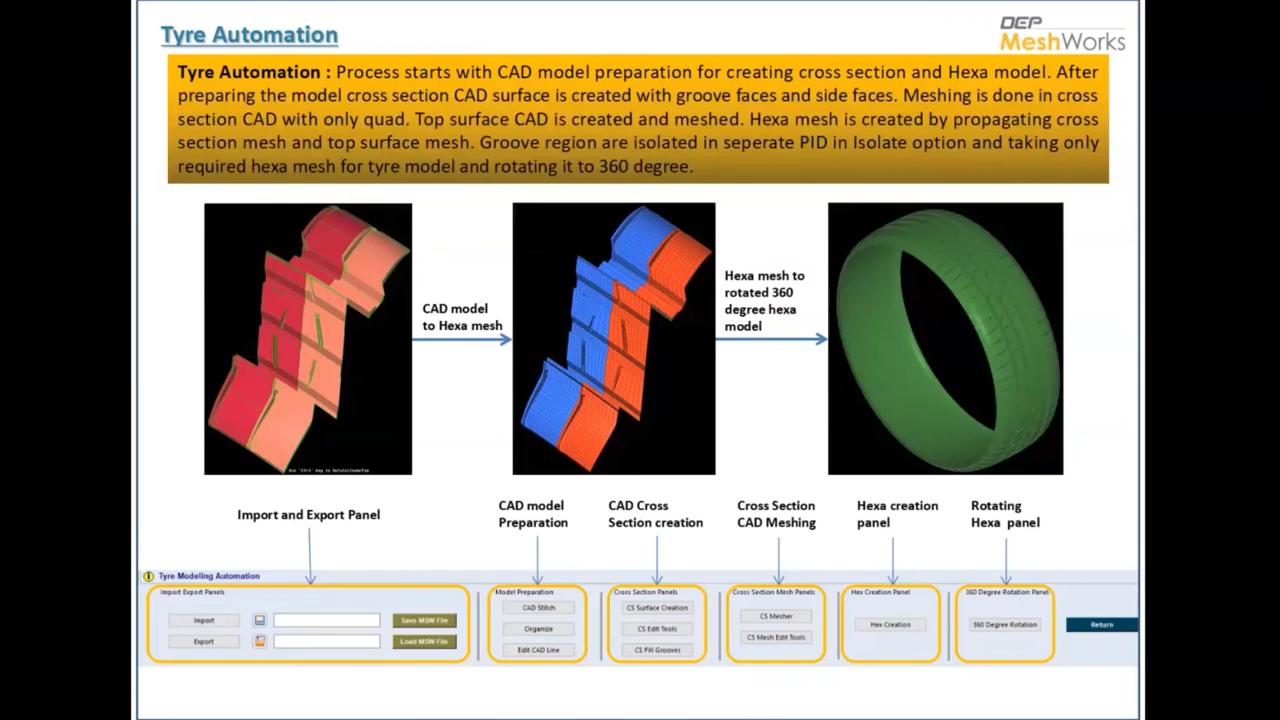 Tyre Automation
DEP
MeshWorks
Tyre Automation : Process starts with CAD model preparation for creating cross section and Hexa model. After
preparing the model cross section CAD surface is created with groove faces and side faces. Meshing is done in cross
section CAD with only quad. Top surface CAD is created and meshed. Hexa mesh is created by propagating cross
section mesh and top surface mesh. Groove region are isolated in seperate PID in Isolate option and taking only
required hexa mesh for tyre model and rotating it to 360 degree.
CAD model
to Hexa mesh
Hexa mesh to
rotated 360
degree hexa
model
Import and Export Panel
CAD model
Preparation
CAD Cross
Section creation
Cross Section
CAD Meshing
Hexa creation
panel
Rotating
Hexa panel
Tyre Modeling Automation
Import Export Panels
Import
Save MSW File
Export
Load MSW File
Model Preparation
CAD Stitch
Organize
Edit CAD Line
Cross Section Panels
CS Surface Creation
CS Edit Tools
CS Fill Grooves
Cross Section Mesh Panels
CS Mesher
CS Mesh Edit Tools
Hex Creation Panel
Hex Creation
360 Degree Rotation Panel
360 Degree Rotation
Return